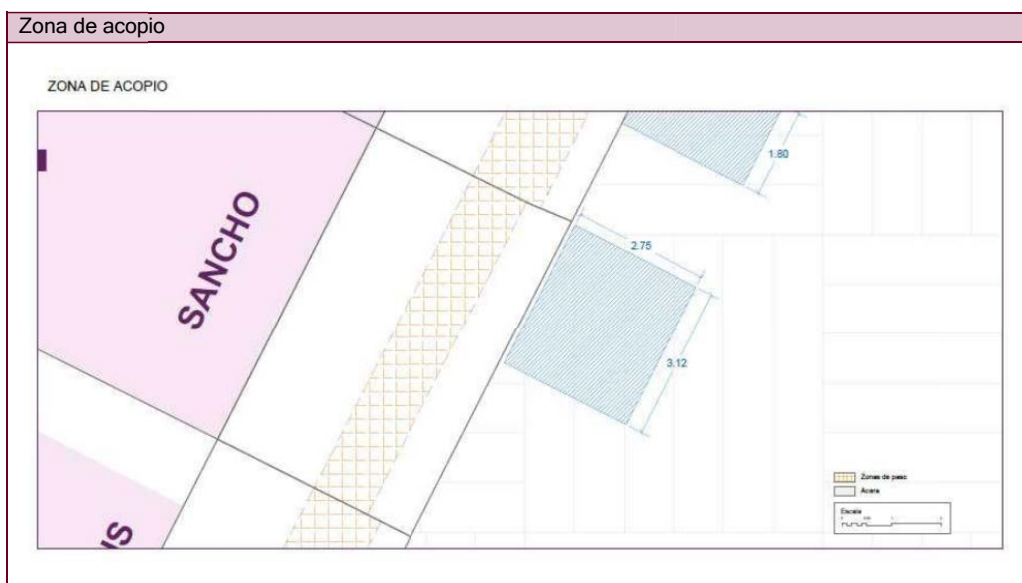 Zona de acopio
ZONA DE ACOPIO
1.80
SANCHO
2.75
3.12
Zonas de paso
Acera
Escala